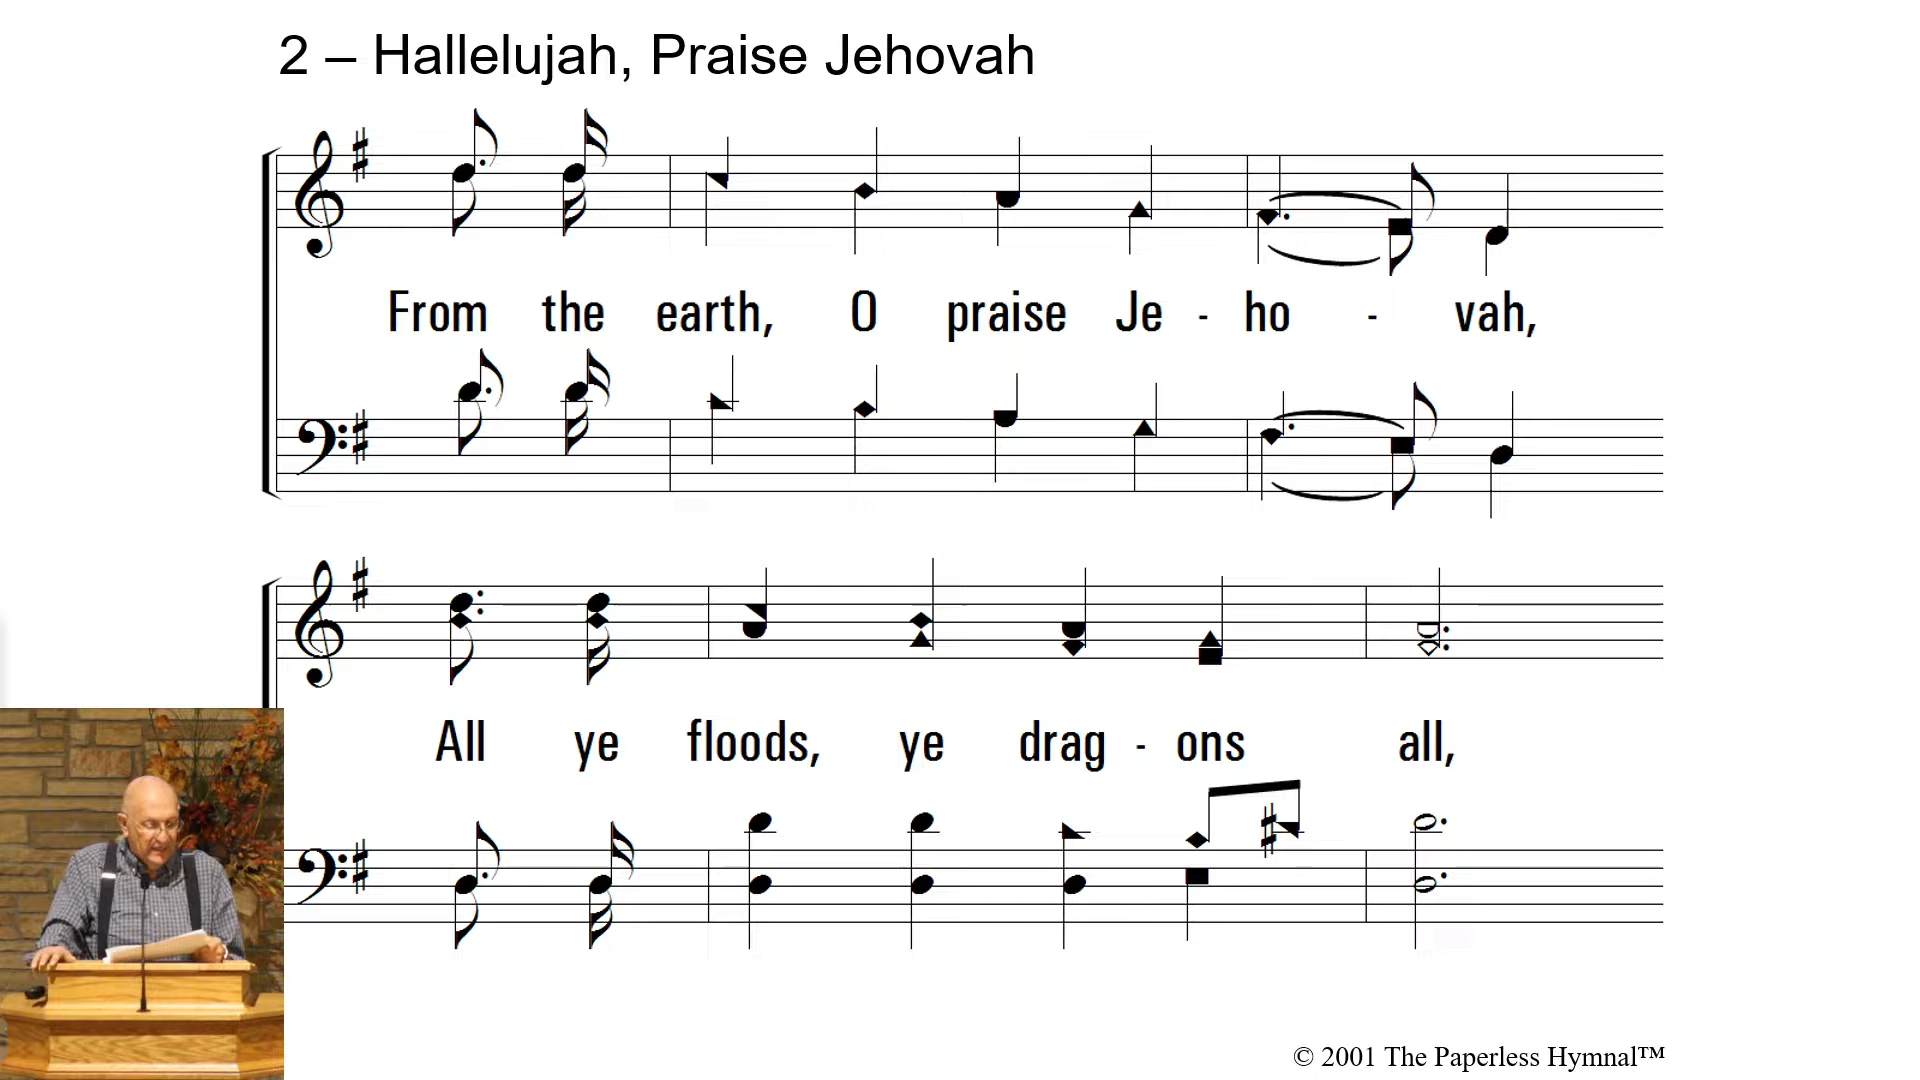 2 – Hallelujah, Praise Jehovah
From the earth, O praise Je - ho - vah,
All ye floods, ye drag - ons all,
© 2001 The Paperless Hymnal™